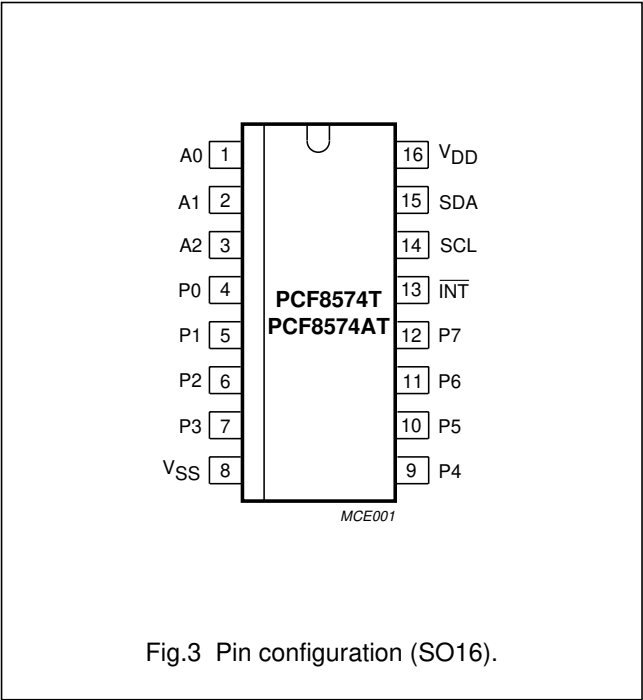 A0 1 16 VDD
A1 2 15 SDA
A2 3 14 SCL
P0 4 13 INT
PCF8574T
PCF8574AT
P1 5 12 P7
P2 6 11 P6
P3 7 10 P5
VSS 8 9 P4
MCE001
Fig.3 Pin configuration (SO16).